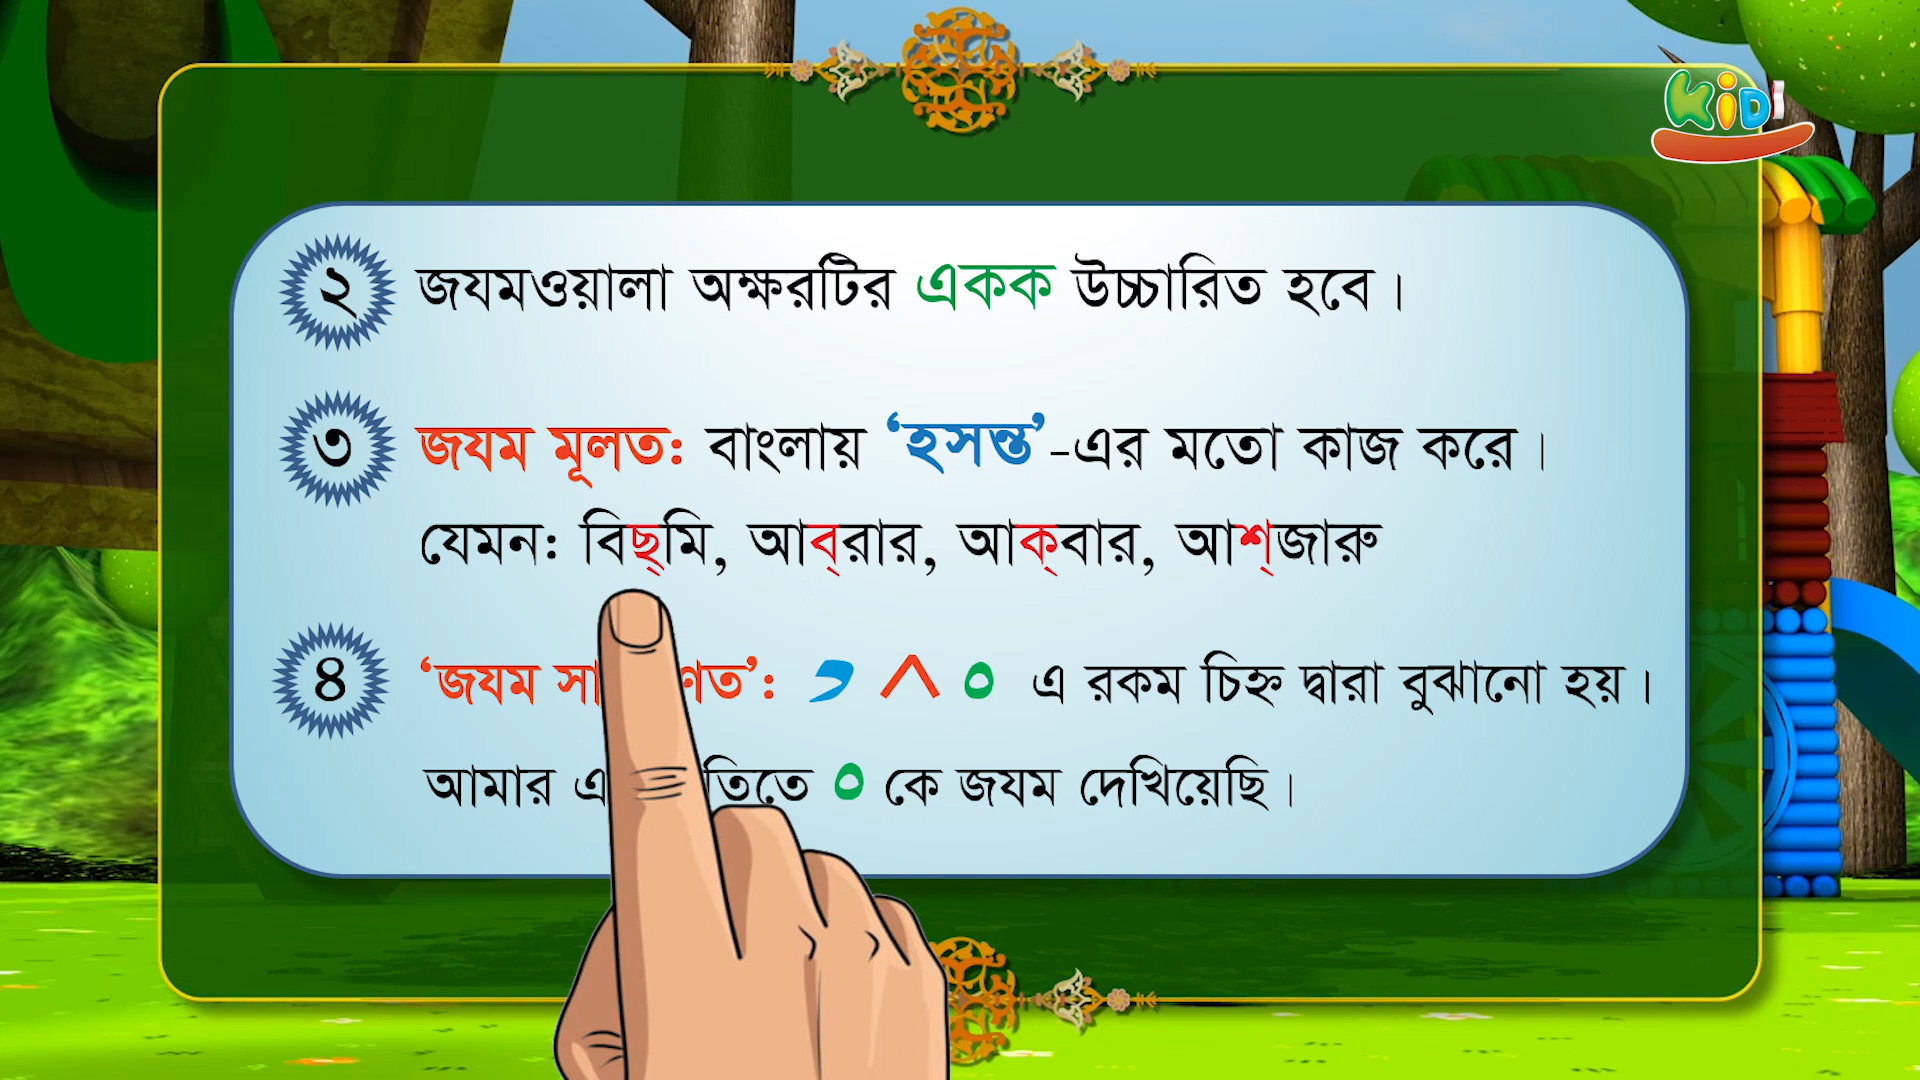 KiD
২ জযমওয়ালা অক্ষরটির একক উচ্চারিত হবে।
৩ জযম মূলত: বাংলায় ‘হসন্ত’-এর মতো কাজ করে।
যেমন: বিছ্‌মি, আব্‌রার, আক্‌বার, আশ্‌জারু
৪ ‘জযম এ রকম চিহ্ন দ্বারা বুঝানো হয়।
আমার কে জযম দেখিয়েছি।